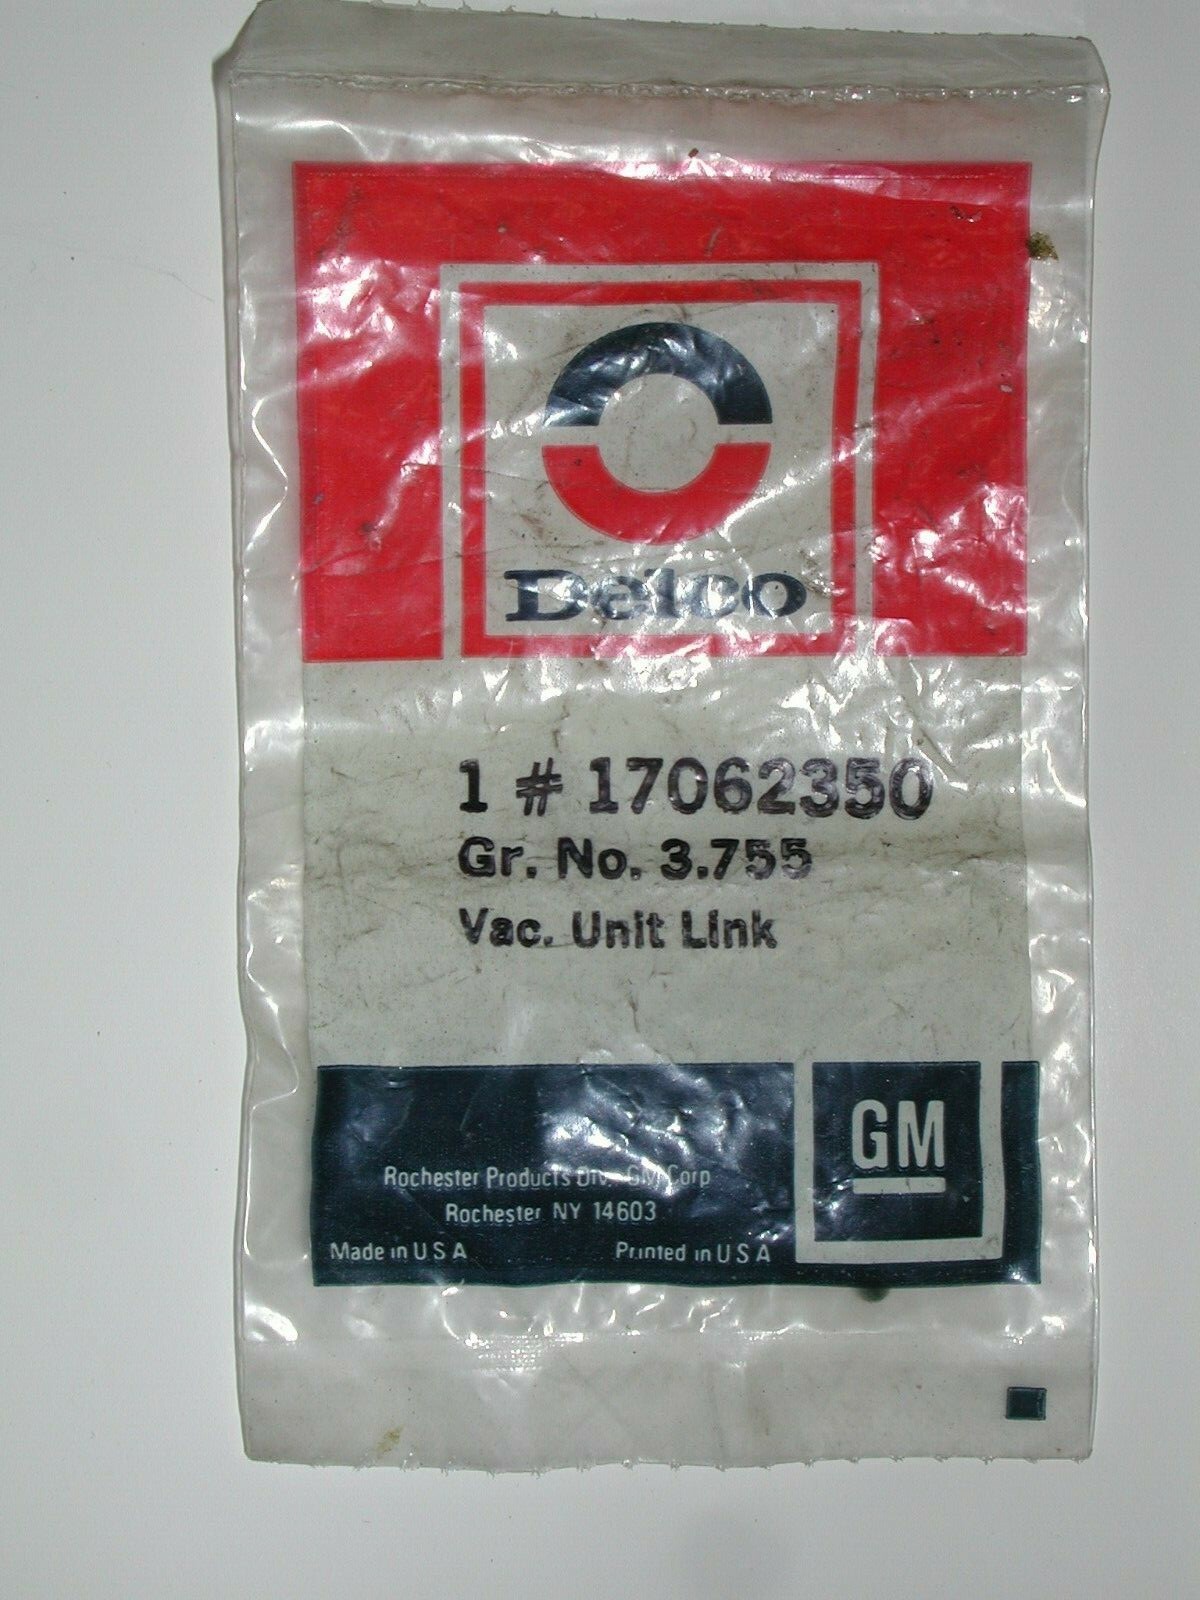 Delco
1 # 17062350
Gr. No. 3.755
Vac. Unit Link
GM
Rochester Products Div. GM Corp
Rochester NY 14603
Made in U S A Printed in U S A